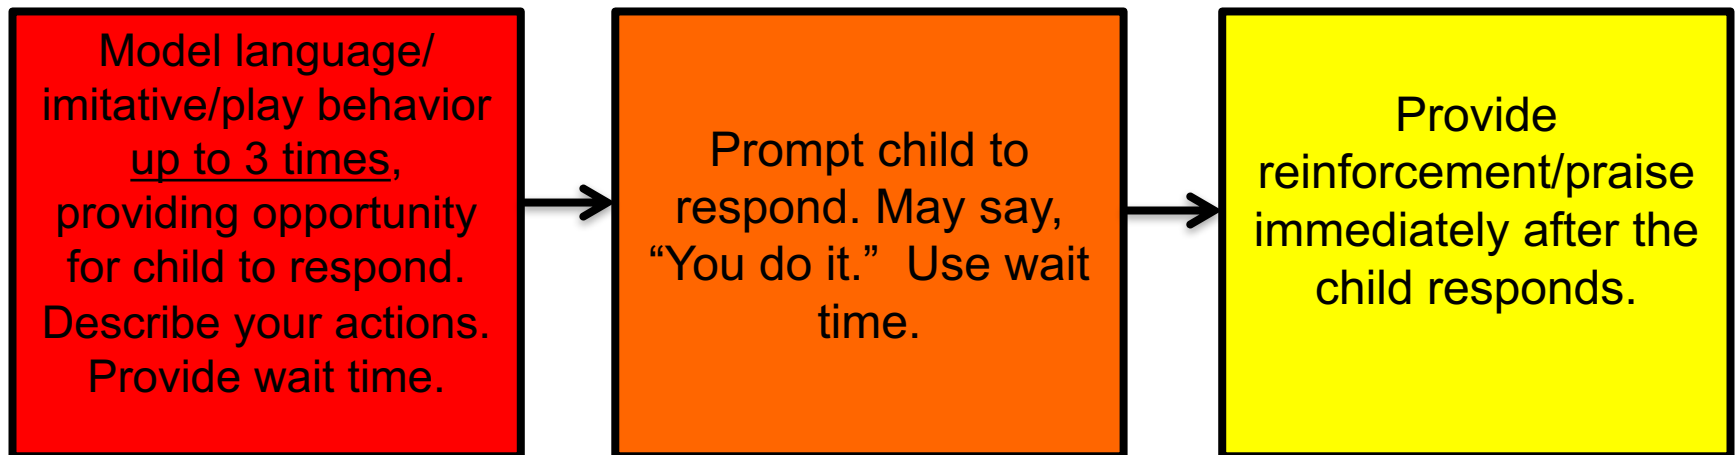 Model language/
imitative/play behavior
up to 3 times,
providing opportunity
for child to respond.
Describe your actions.
Provide wait time.
Prompt child to
respond. May say,
“You do it.”  Use wait
time.
Provide
reinforcement/praise
immediately after the
child responds.